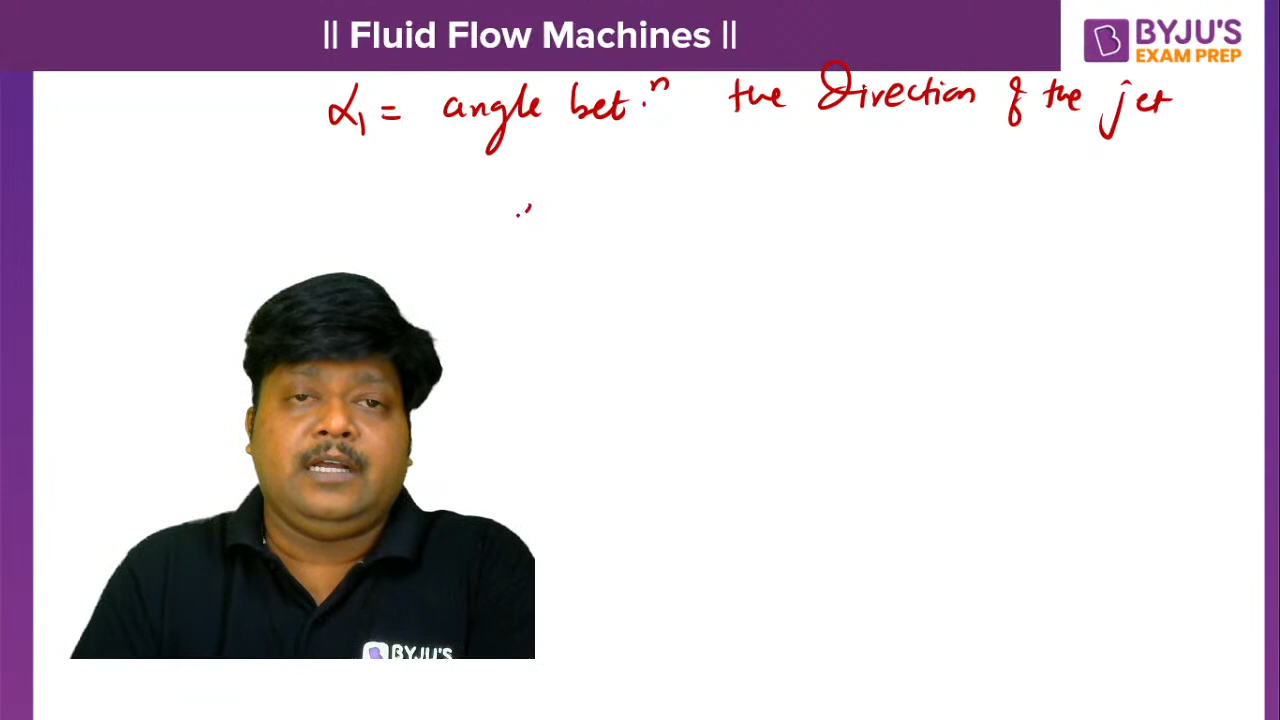 || Fluid Flow Machines ||
BYJU'S
EXAM PREP
α₁ = angle bet.ⁿ the Direction of the jet
BYJU'S